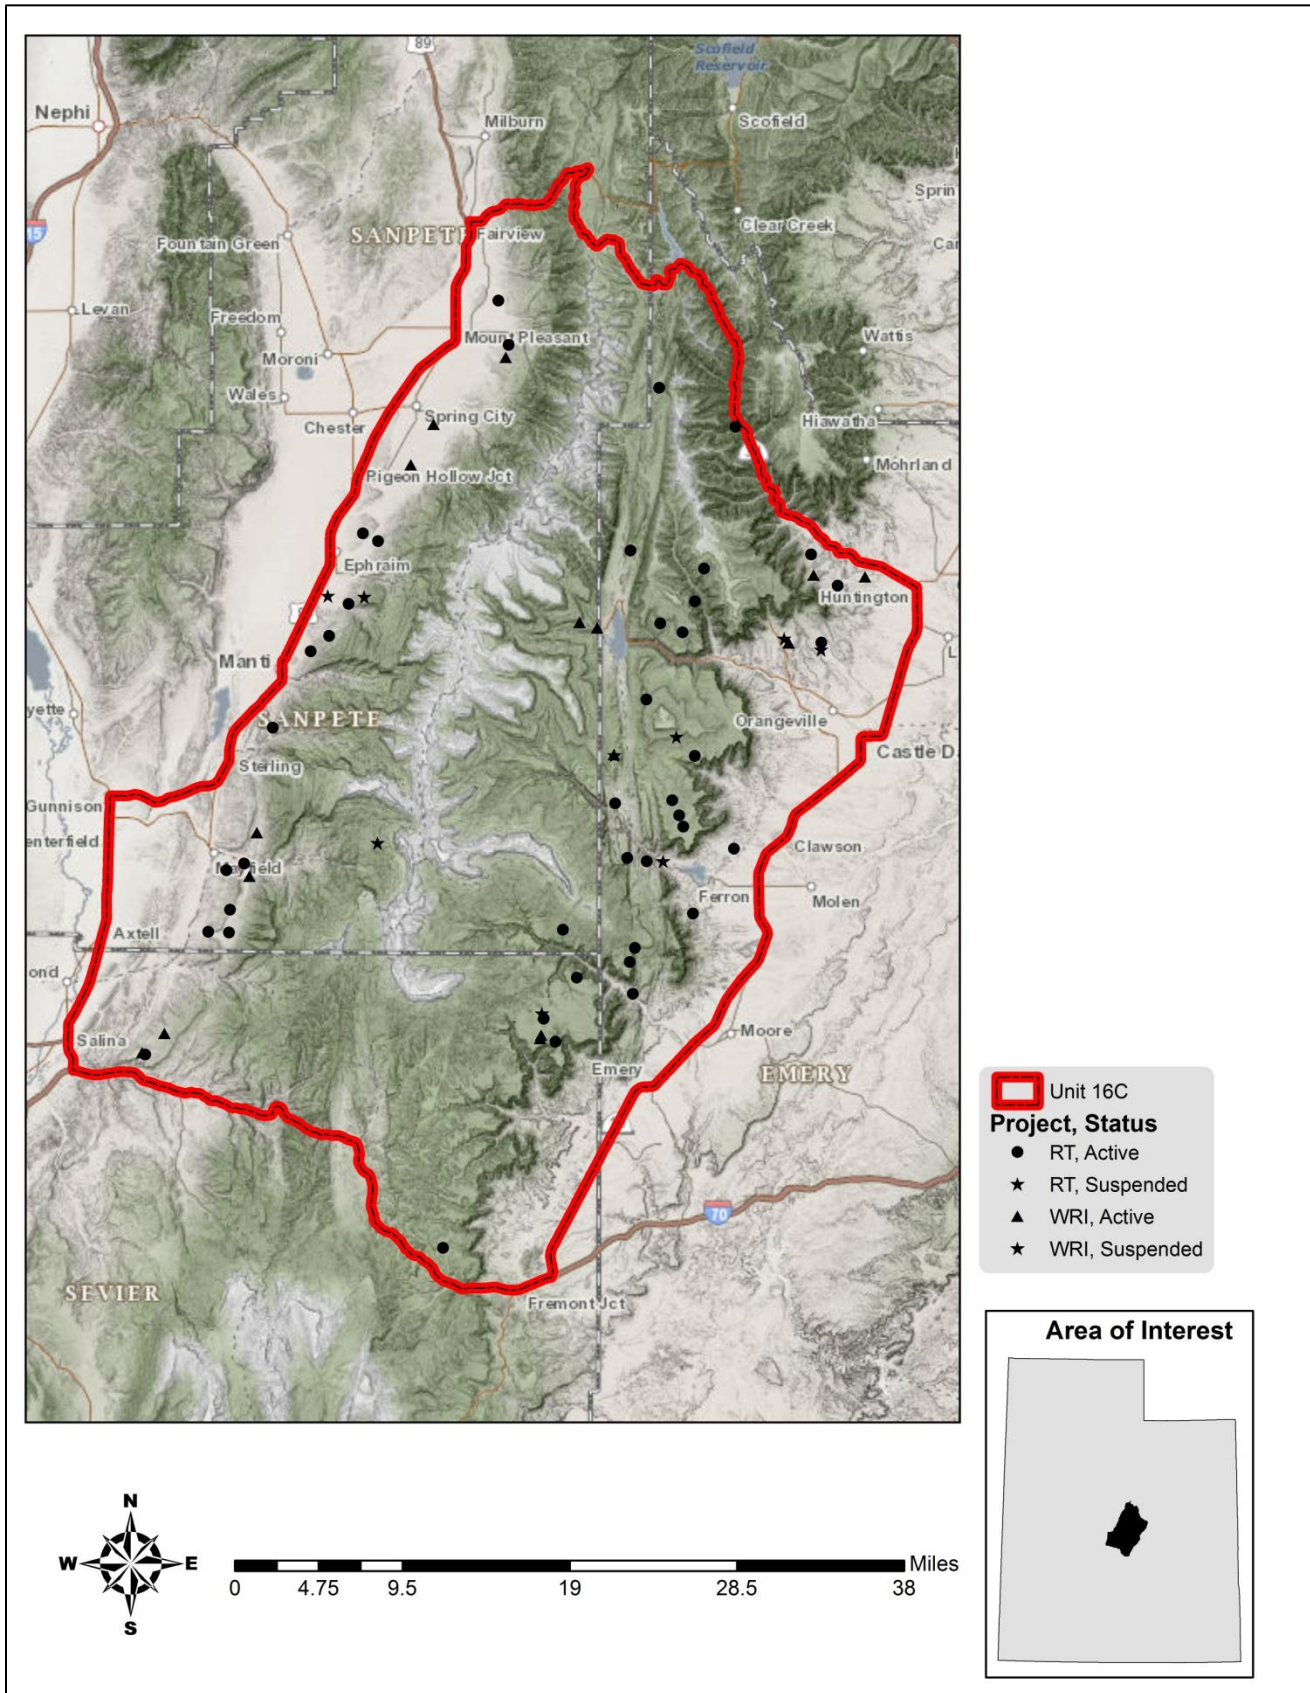 89
Scofield
Reservoir
Nephi
Milburn
Scofield
Sprin
Clear Creek
15
Fountain Green
SANPETE
Fairview
Car
Levan
Freedom
Mount Pleasant
Wattis
Moroni
Wales
Spring City
Chester
Hiawatha
Pigeon Hollow Jct
Mohrland
Ephraim
Huntington
Manti
L
yette
SANPETE
Orangeville
Sterling
Castle D
Gunnison
enterfield
Clawson
Mayfield
Ferron
Molen
Axtell
ond
Salina
Moore
Emery
EMERY
70
SEVIER
Fremont Jct
Unit 16C
Project, Status
RT, Active
RT, Suspended
WRI, Active
WRI, Suspended
Area of Interest
N
W E
S
Miles
0 4.75 9.5 19 28.5 38